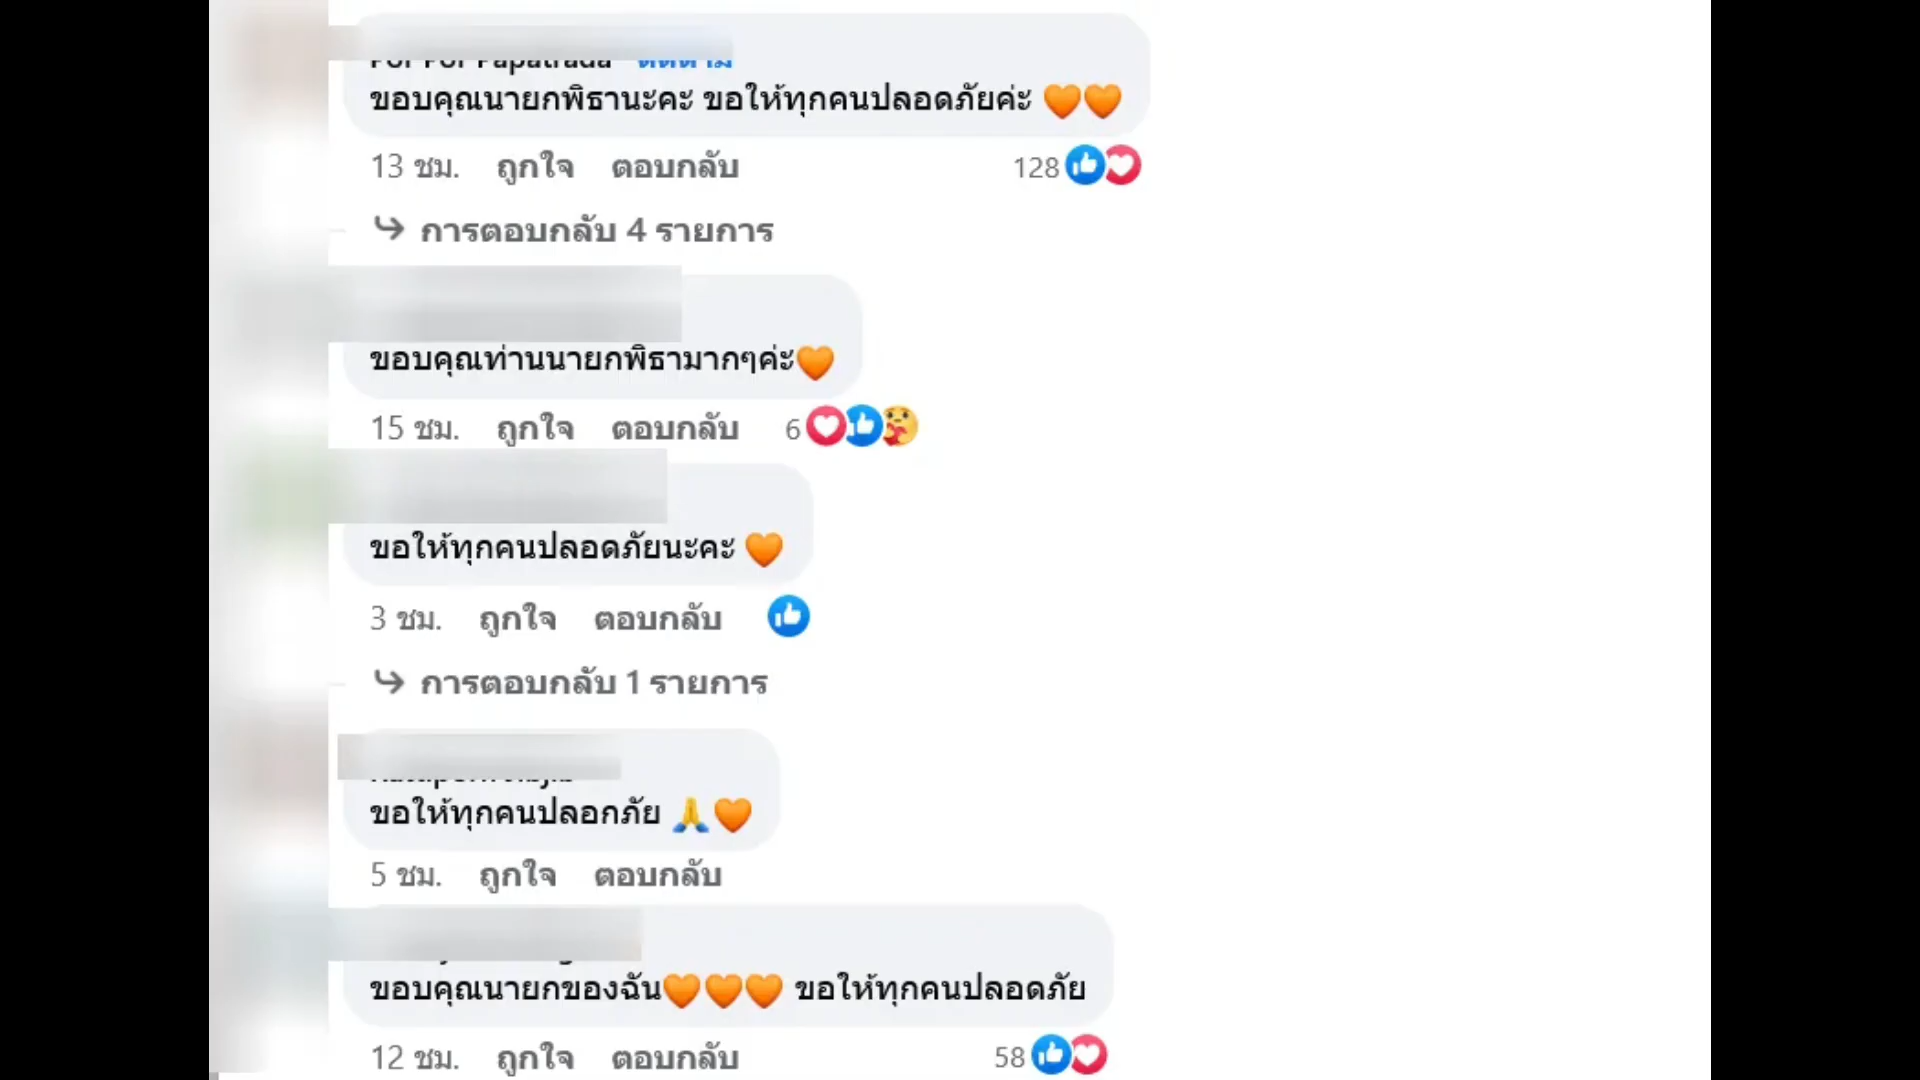 ติดตาม
ขอบคุณนายกพิธานะคะ ขอให้ทุกคนปลอดภัยค่ะ 🧡🧡
13 ชม. ถูกใจ ตอบกลับ 128
การตอบกลับ 4 รายการ
ขอบคุณท่านนายกพิธามากๆค่ะ🧡
15 ชม. ถูกใจ ตอบกลับ 6
ขอให้ทุกคนปลอดภัยนะคะ 🧡
3 ชม. ถูกใจ ตอบกลับ
การตอบกลับ 1 รายการ
ขอให้ทุกคนปลอกภัย 🙏🧡
5 ชม. ถูกใจ ตอบกลับ
ขอบคุณนายกของฉัน🧡🧡🧡 ขอให้ทุกคนปลอดภัย
12 ชม. ถูกใจ ตอบกลับ 58